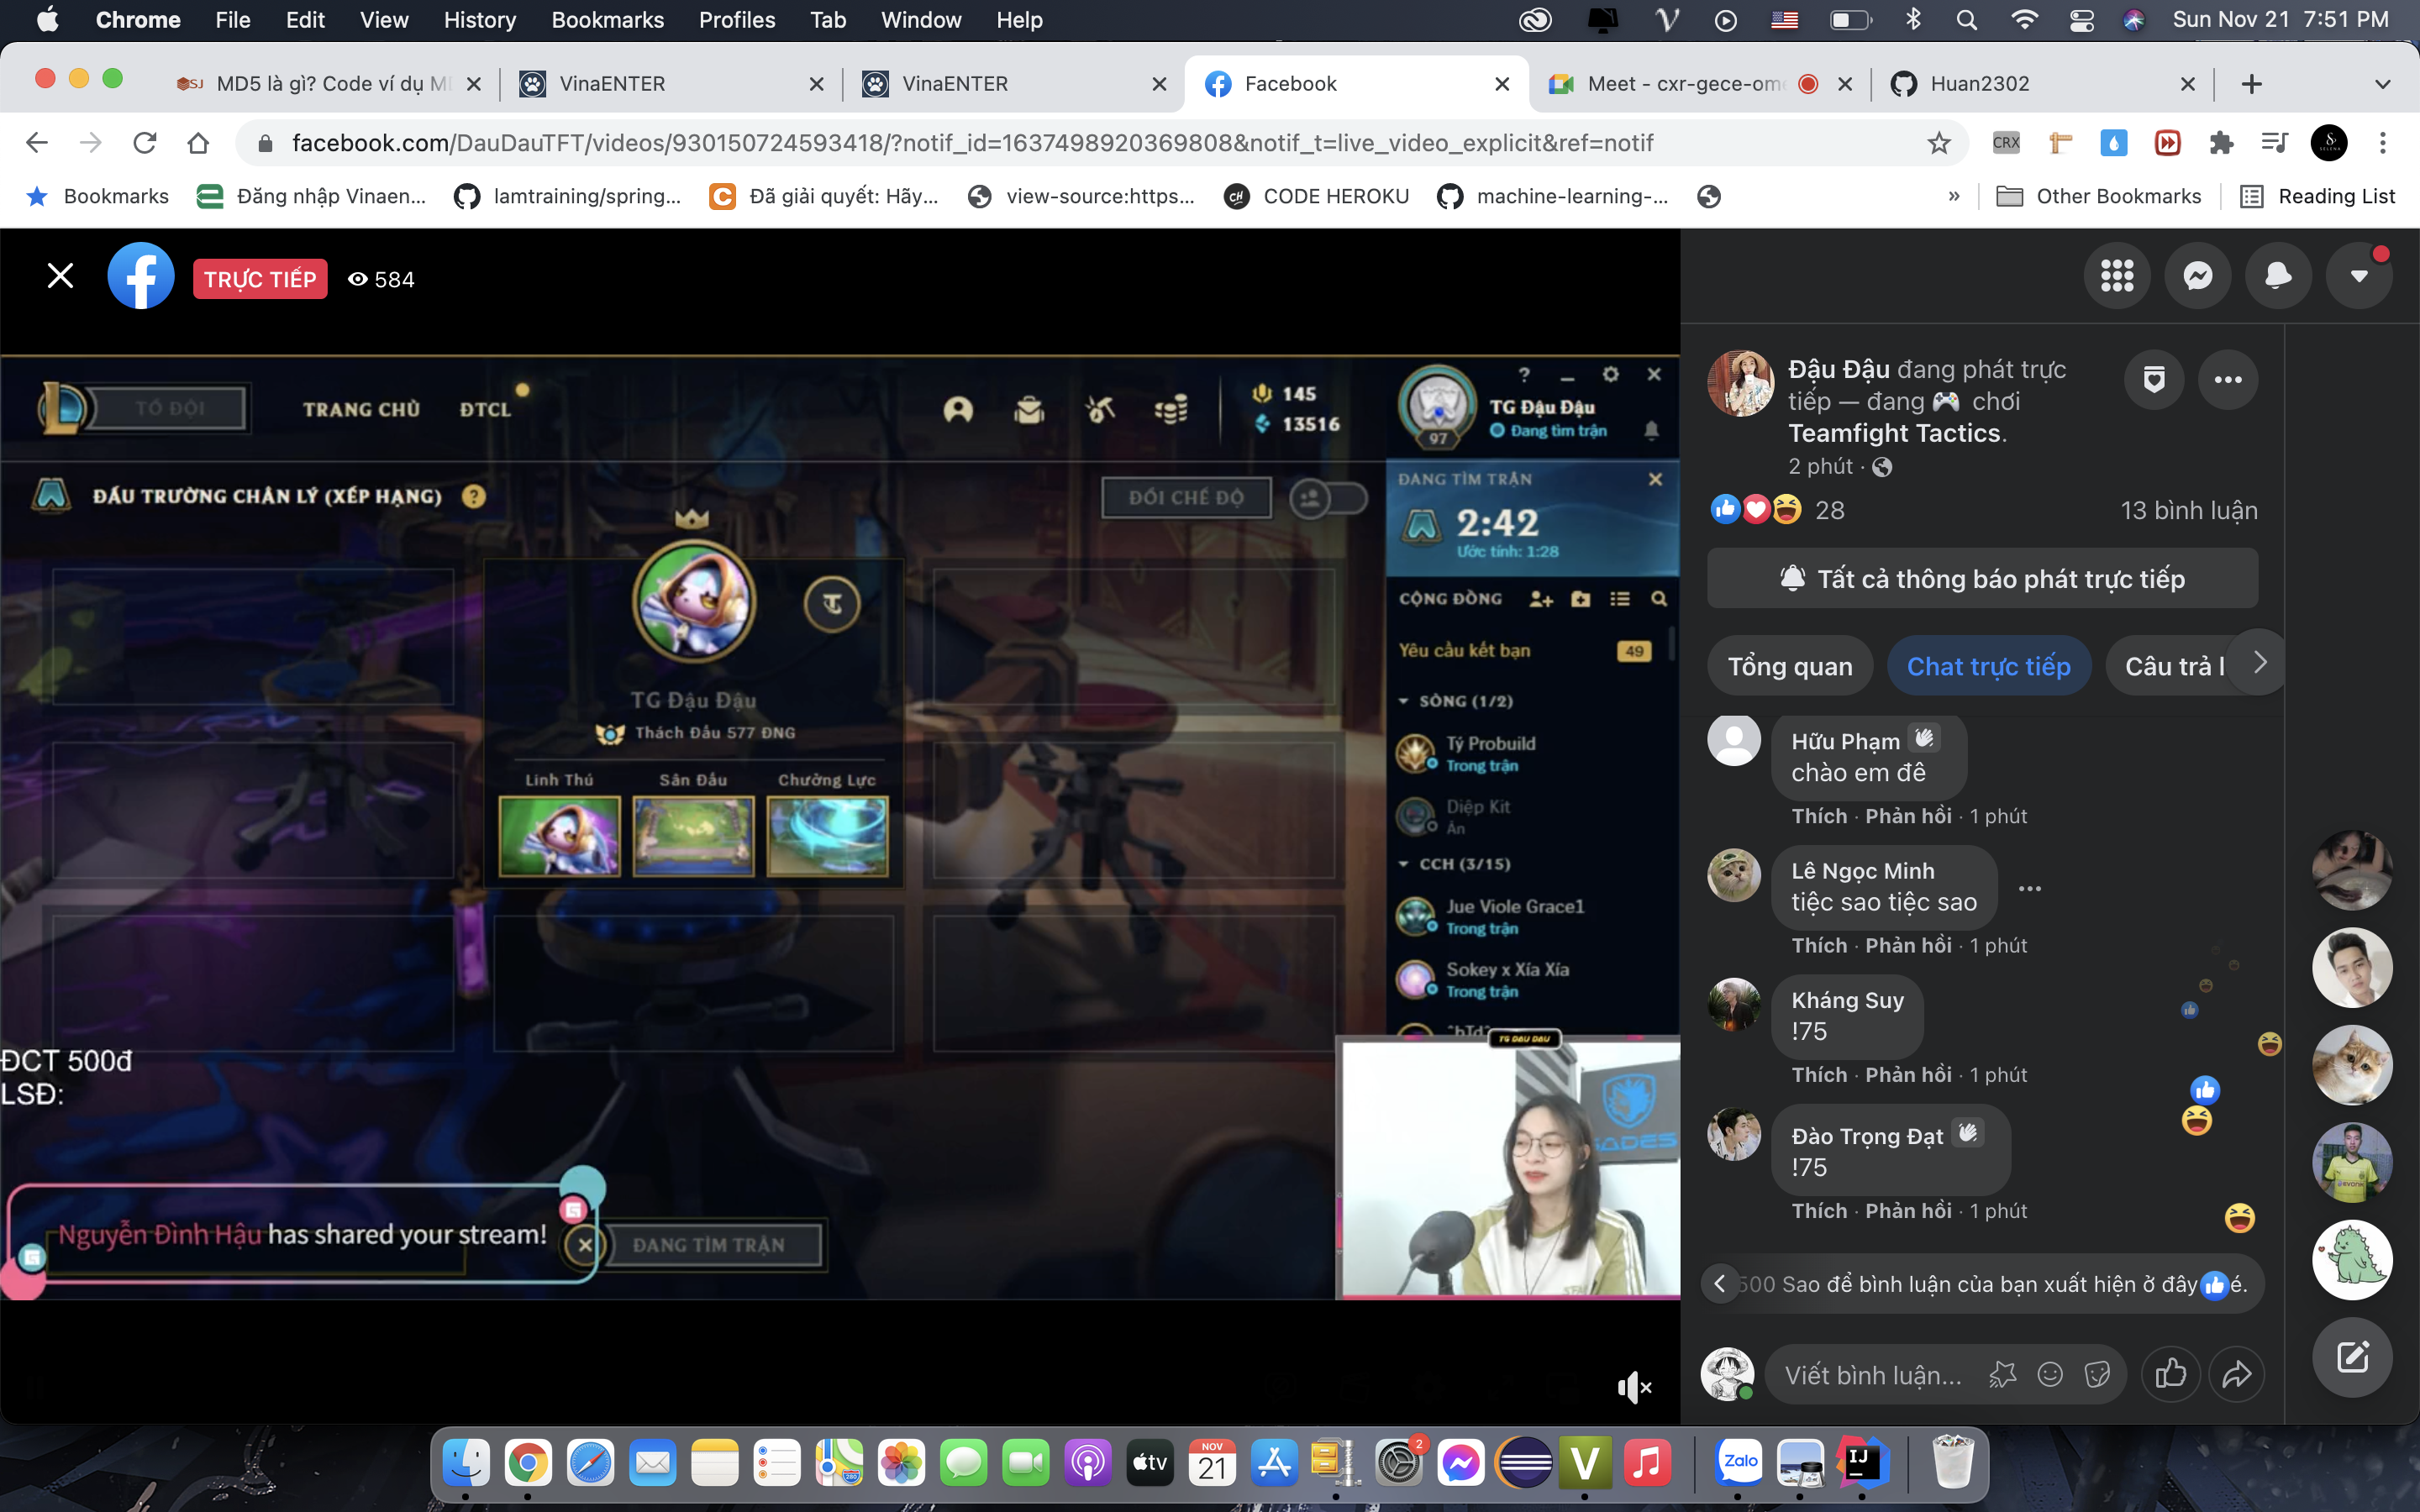 Chrome File Edit View History Bookmarks Profiles Tab Window Help Sun Nov 21 7:51 PM
MD5 là gì? Code ví dụ
VinaENTER
VinaENTER
Facebook
Meet - cxr-gece-om
Huan2302
facebook.com/DauDauTFT/videos/930150724593418/?notif_id=1637498920369808&notif_t=live_video_explicit&ref=notif
CRX
Bookmarks
Đăng nhập Vinaen...
lamtraining/spring...
Đã giải quyết: Hãy...
view-source:https...
CODE HEROKU
machine-learning-...
»
Other Bookmarks
Reading List
TRỰC TIẾP
584
TỔ ĐỘI
TRANG CHỦ
ĐTCL
145
13516
?
97
TG Đậu Đậu
Đang tìm trận
ĐẤU TRƯỜNG CHÂN LÝ (XẾP HẠNG) ?
ĐỔI CHẾ ĐỘ
ĐANG TÌM TRẬN
2:42
Ước tính: 1:28
CỘNG ĐỒNG
Yêu cầu kết bạn
49
SÒNG (1/2)
Tý Probuild
Trong trận
Diệp Kit
Ẩn
CCH (3/15)
Jue Viole Grace1
Trong trận
Sokey x Xía Xía
Trong trận
TG Đậu Đậu
Thách Đấu 577 ĐNG
Linh Thú
Sân Đấu
Chưởng Lực
ĐCT 500đ
LSĐ:
Nguyễn Đình Hậu has shared your stream!
ĐANG TÌM TRẬN
TG DAU DAU
SADES
Đậu Đậu đang phát trực
tiếp — đang 🎮 chơi
Teamfight Tactics.
2 phút ·
28
13 bình luận
Tất cả thông báo phát trực tiếp
Tổng quan
Chat trực tiếp
Câu trả l
Hữu Phạm
chào em đê
Thích · Phản hồi · 1 phút
Lê Ngọc Minh
tiệc sao tiệc sao
Thích · Phản hồi · 1 phút
Kháng Suy
!75
Thích · Phản hồi · 1 phút
Đào Trọng Đạt
!75
Thích · Phản hồi · 1 phút
500 Sao để bình luận của bạn xuất hiện ở đây é.
Viết bình luận...
tv
NOV
21
2
V
Zalo
IJ